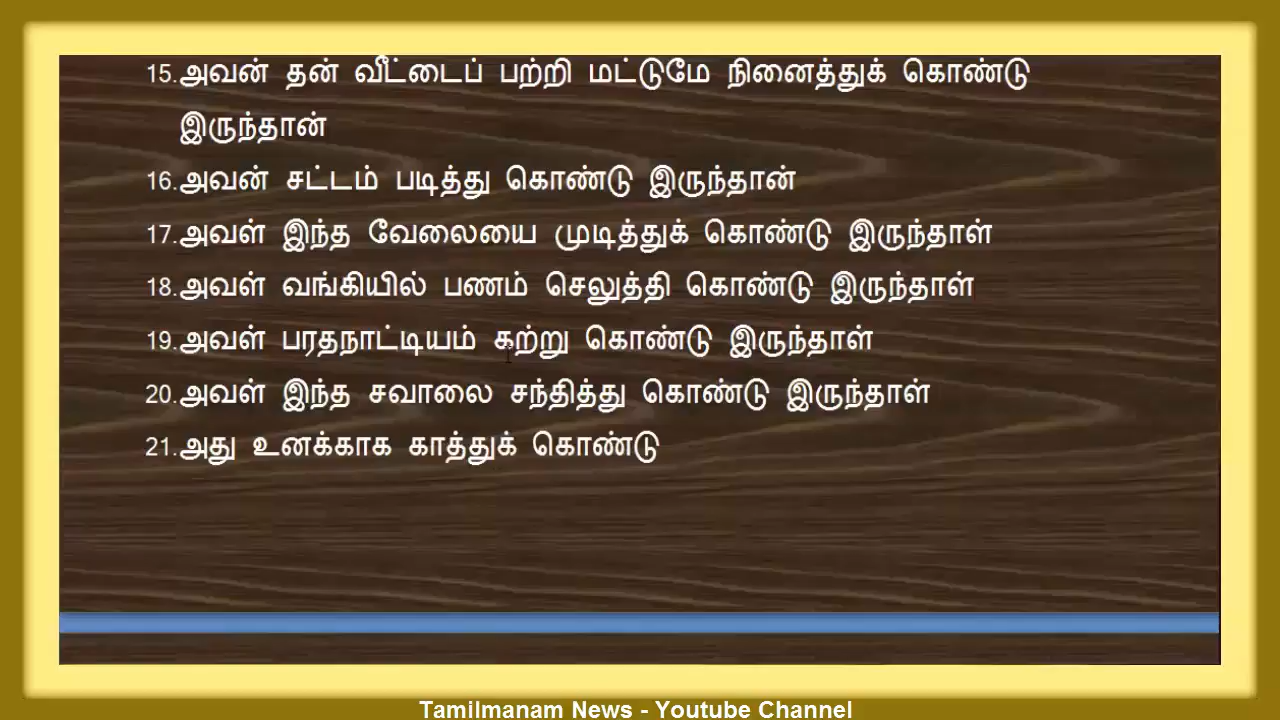 15.அவன் தன் வீட்டைப் பற்றி மட்டுமே நினைத்துக் கொண்டு
இருந்தான்
16.அவன் சட்டம் படித்து கொண்டு இருந்தான்
17.அவள் இந்த வேலையை முடித்துக் கொண்டு இருந்தாள்
18.அவள் வங்கியில் பணம் செலுத்தி கொண்டு இருந்தாள்
19.அவள் பரதநாட்டியம் கற்று கொண்டு இருந்தாள்
20.அவள் இந்த சவாலை சந்தித்து கொண்டு இருந்தாள்
21.அது உனக்காக காத்துக் கொண்டு
Tamilmanam News - Youtube Channel